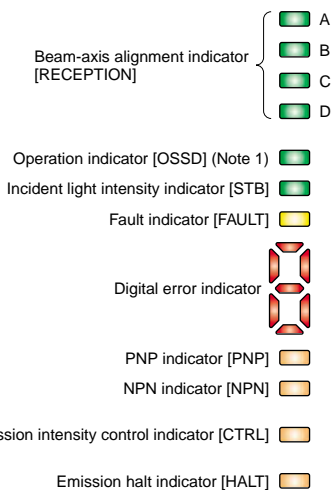 A
Beam-axis alignment indicator
B
[RECEPTION]
C
D
Operation indicator [OSSD] (Note 1)
Incident light intensity indicator [STB]
Fault indicator [FAULT]
Digital error indicator
PNP indicator [PNP]
NPN indicator [NPN]
intensity control indicator [CTRL]
Emission halt indicator [HALT]